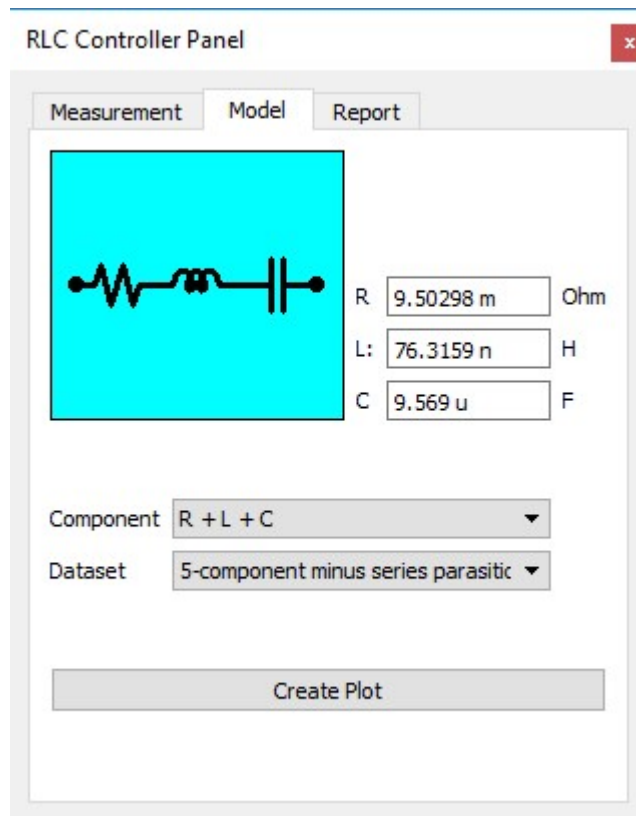 RLC Controller Panel
x
Measurement Model Report
R 9.50298 m Ohm
L: 76.3159 n H
C 9.569 u F
Component R + L + C
Dataset 5-component minus series parasitic
Create Plot